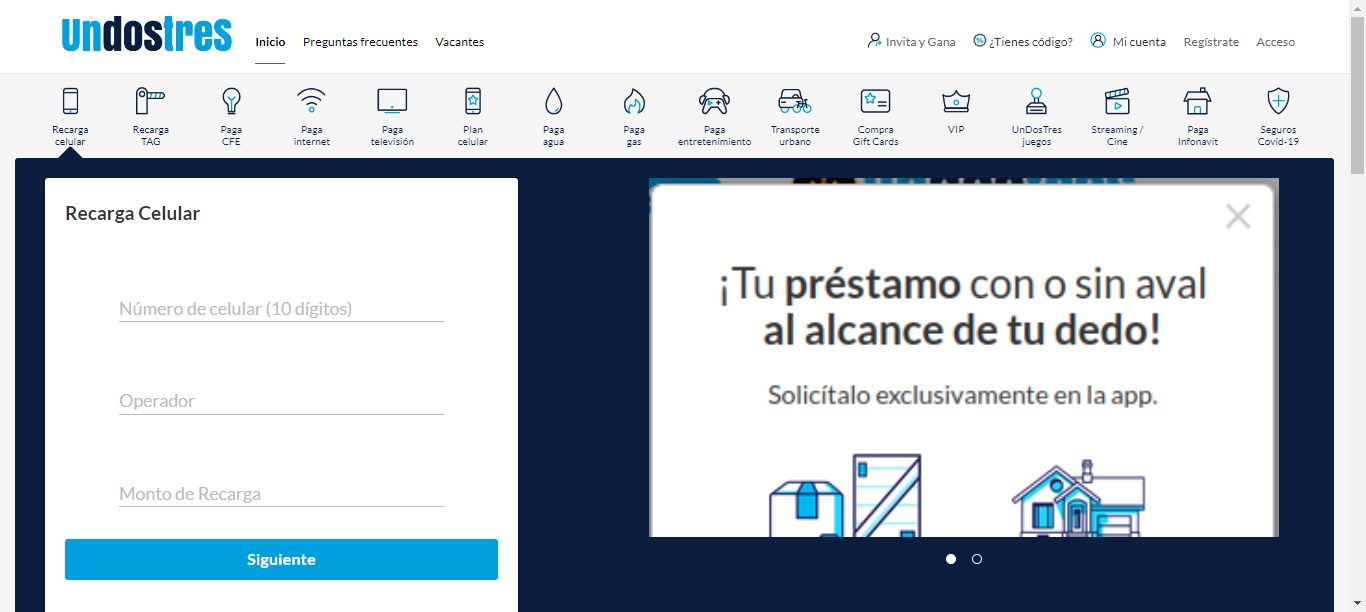 undostres
Inicio Preguntas frecuentes Vacantes
Invita y Gana ¿Tienes código? Mi cuenta Regístrate Acceso
Recarga
celular
Recarga
TAG
Paga
CFE
Paga
internet
Paga
televisión
Plan
celular
Paga
agua
Paga
gas
Paga
entretenimiento
Transporte
urbano
Compra
Gift Cards
VIP
UnDosTres
juegos
Streaming /
Cine
Paga
Infonavit
Seguros
Covid-19
Recarga Celular
Número de celular (10 dígitos)
Operador
Monto de Recarga
Siguiente
¡Tu préstamo con o sin aval
al alcance de tu dedo!
Solicítalo exclusivamente en la app.